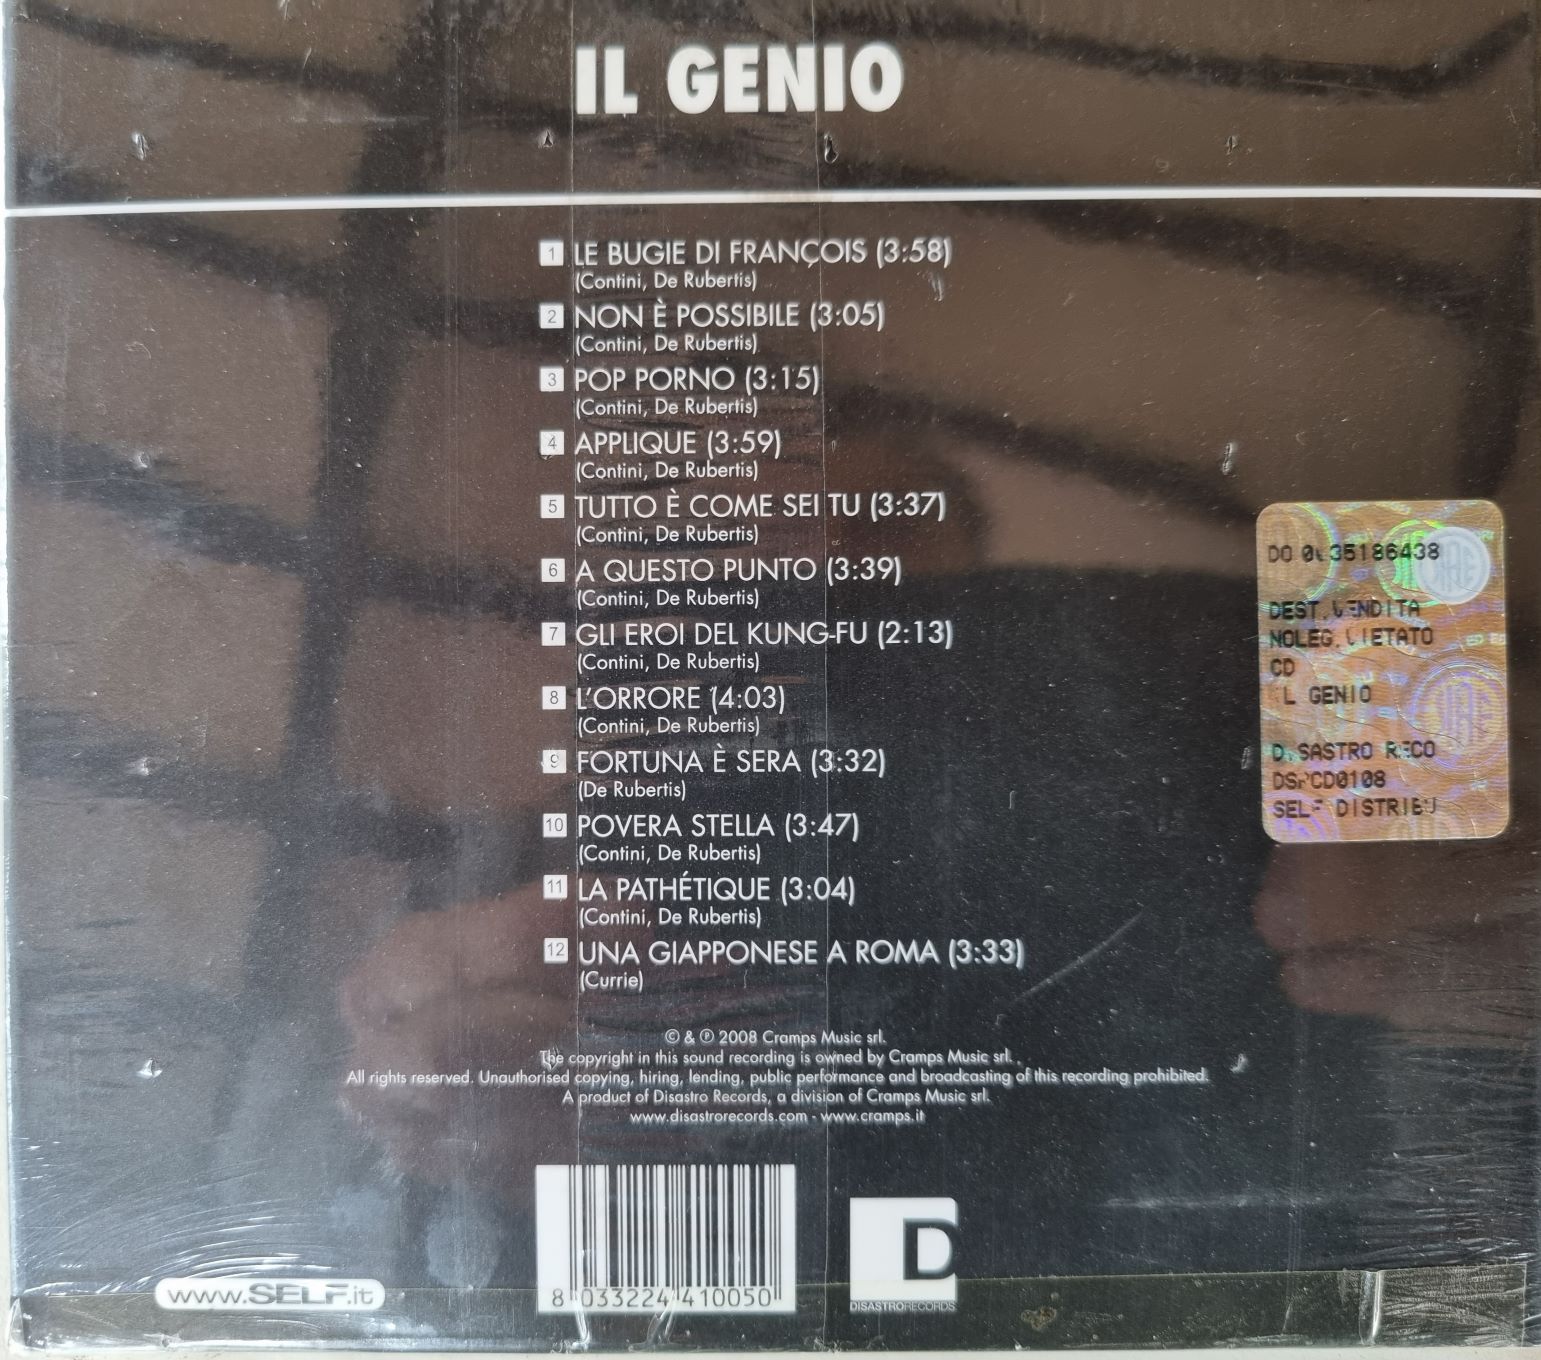 IL GENIO
1 LE BUGIE DI FRANÇOIS (3:58)
(Contini, De Rubertis)
2 NON È POSSIBILE (3:05)
(Contini, De Rubertis)
3 POP PORNO (3:15)
(Contini, De Rubertis)
4 APPLIQUE (3:59)
(Contini, De Rubertis)
5 TUTTO È COME SEI TU (3:37)
(Contini, De Rubertis)
6 A QUESTO PUNTO (3:39)
(Contini, De Rubertis)
7 GLI EROI DEL KUNG-FU (2:13)
(Contini, De Rubertis)
8 L'ORRORE (4:03)
(Contini, De Rubertis)
9 FORTUNA È SERA (3:32)
(De Rubertis)
10 POVERA STELLA (3:47)
(Contini, De Rubertis)
11 LA PATHÉTIQUE (3:04)
(Contini, De Rubertis)
12 UNA GIAPPONESE A ROMA (3:33)
(Currie)
© & ℗ 2008 Cramps Music srl.
The copyright in this sound recording is owned by Cramps Music srl.
All rights reserved. Unauthorised copying, hiring, lending, public performance and broadcasting of this recording prohibited.
A product of Disastro Records, a division of Cramps Music srl.
www.disastrorecords.com - www.cramps.it
DO
DEST. VENDITA
NOLEG. VIETATO
CD
IL GENIO
DISASTRO RECO
DSRCD0108
SELF DISTRIBU
8 033224 410050
D
DISASTRORECORDS
www.SELF.it